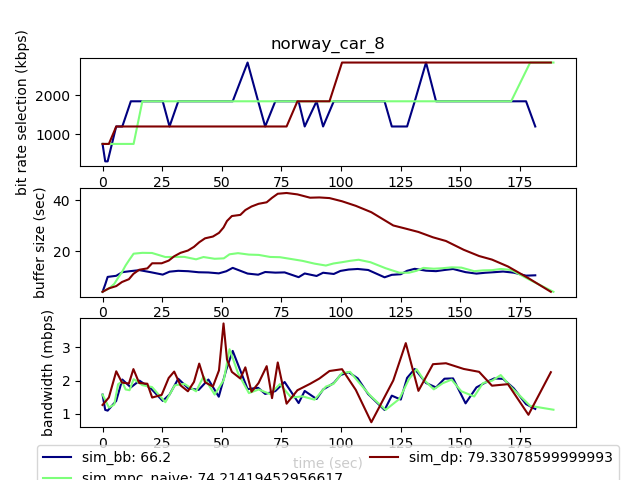 norway_car_8
bit rate selection (kbps)
2000
1000
0 25 50 75 100 125 150 175
buffer size (sec)
40
20
0 25 50 75 100 125 150 175
bandwidth (mbps)
3
2
1
0 25 50 75 100 125 150 175
time (sec)
sim_bb: 66.2
sim_dp: 79.33078599999993
sim_mpc_naive: 74.21419452956617